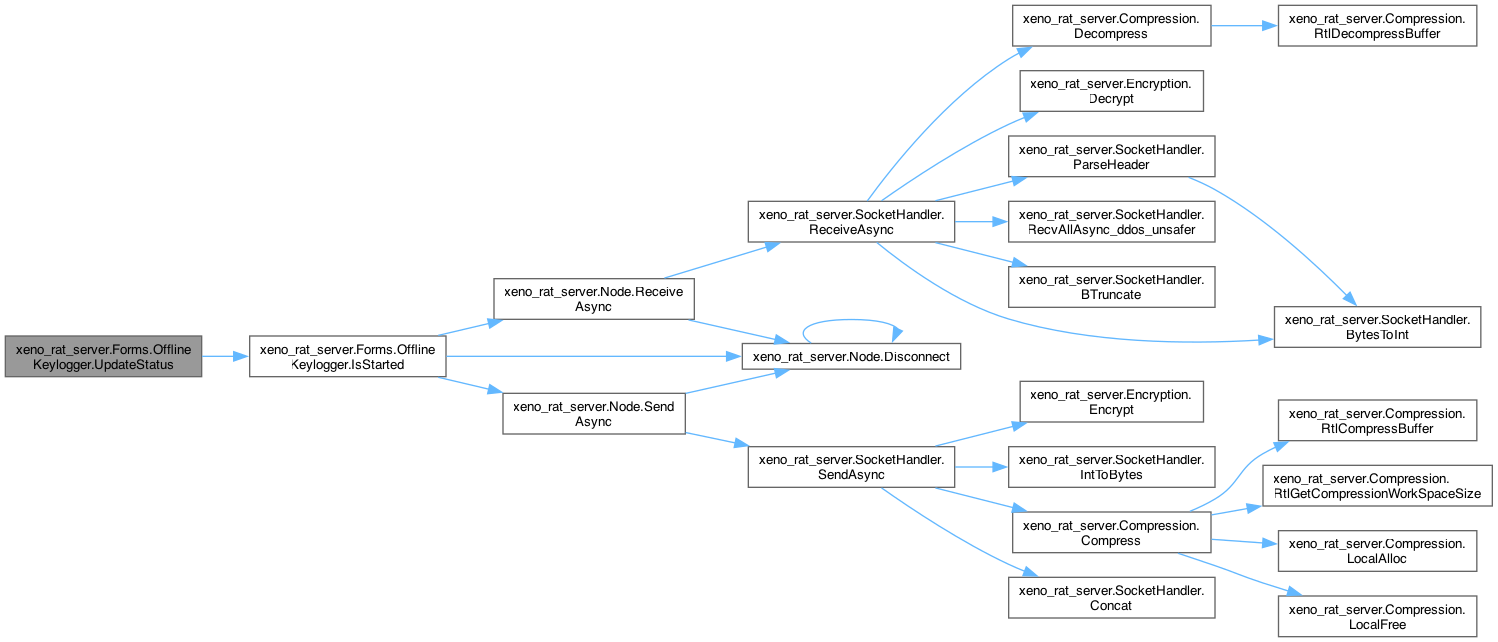 xeno_rat_server.Compression.
Decompress
xeno_rat_server.Compression.
RtlDecompressBuffer
xeno_rat_server.Encryption.
Decrypt
xeno_rat_server.SocketHandler.
ParseHeader
xeno_rat_server.SocketHandler.
ReceiveAsync
xeno_rat_server.SocketHandler.
RecvAllAsync_ddos_unsafer
xeno_rat_server.SocketHandler.
BTruncate
xeno_rat_server.Node.Receive
Async
xeno_rat_server.SocketHandler.
BytesToInt
xeno_rat_server.Forms.Offline
Keylogger.UpdateStatus
xeno_rat_server.Forms.Offline
Keylogger.IsStarted
xeno_rat_server.Node.Disconnect
xeno_rat_server.Node.Send
Async
xeno_rat_server.Encryption.
Encrypt
xeno_rat_server.Compression.
RtlCompressBuffer
xeno_rat_server.SocketHandler.
SendAsync
xeno_rat_server.SocketHandler.
IntToBytes
xeno_rat_server.Compression.
RtlGetCompressionWorkSpaceSize
xeno_rat_server.Compression.
Compress
xeno_rat_server.Compression.
LocalAlloc
xeno_rat_server.SocketHandler.
Concat
xeno_rat_server.Compression.
LocalFree